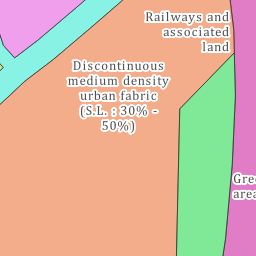 Railways and
associated
land
Discontinuous
medium density
urban fabric
(S.L. : 30% -
50%)